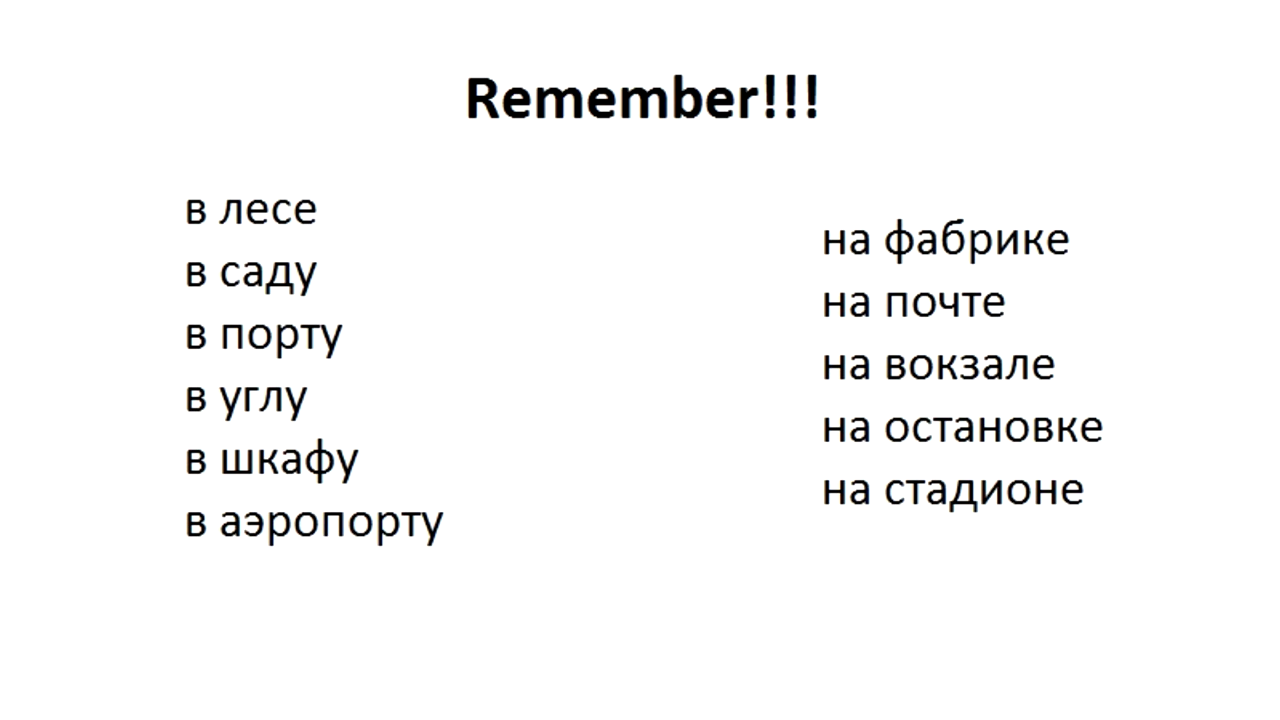 Remember!!!
в лесе
в саду
в порту
в углу
в шкафу
в аэропорту
на фабрике
на почте
на вокзале
на остановке
на стадионе